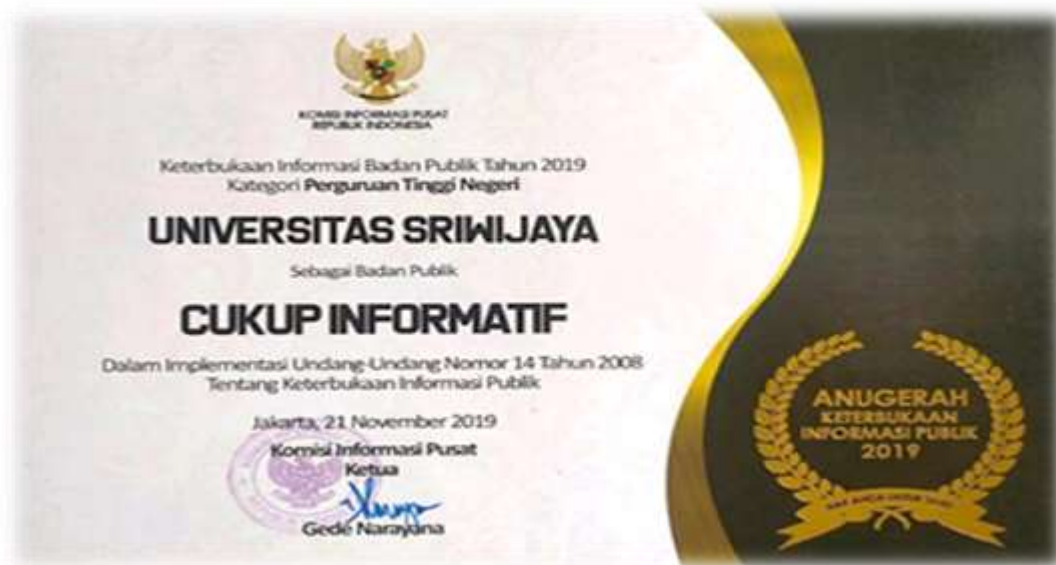 KOMISI INFORMASI PUSAT
REPUBLIK INDONESIA
Keterbukaan Informasi Badan Publik Tahun 2019
Kategori Perguruan Tinggi Negeri
UNIVERSITAS SRIWIJAYA
Sebagai Badan Publik
CUKUP INFORMATIF
Dalam Implementasi Undang-Undang Nomor 14 Tahun 2008
Tentang Keterbukaan Informasi Publik
Jakarta, 21 November 2019
Komisi Informasi Pusat
Ketua
Gede Narayana
ANUGERAH
KETERBUKAAN
INFORMASI PUBLIK
2019